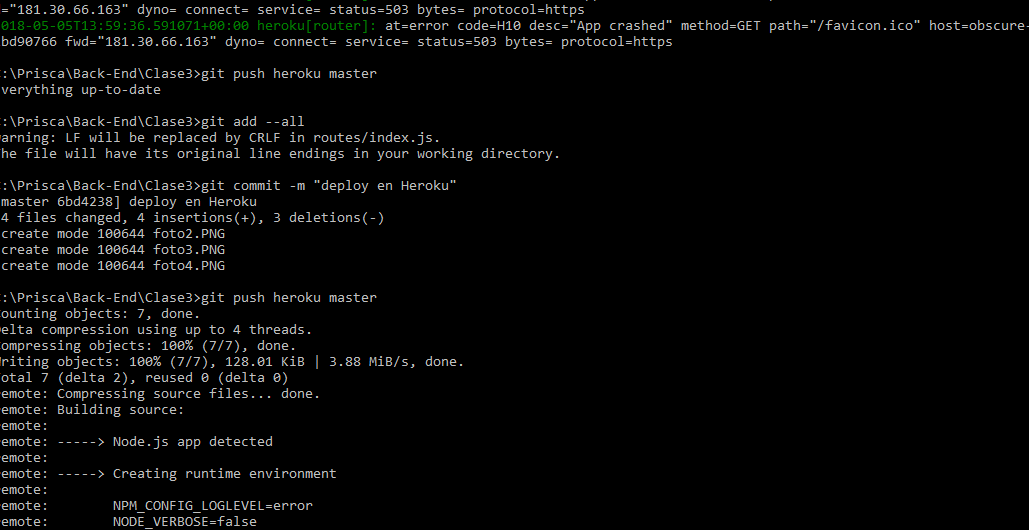 ="181.30.66.163" dyno= connect= service= status=503 bytes= protocol=https
018-05-05T13:59:36.591071+00:00 heroku[router]: at=error code=H10 desc="App crashed" method=GET path="/favicon.ico" host=obscure-
bd90766 fwd="181.30.66.163" dyno= connect= service= status=503 bytes= protocol=https
:\Prisca\Back-End\Clase3>git push heroku master
verything up-to-date
:\Prisca\Back-End\Clase3>git add --all
arning: LF will be replaced by CRLF in routes/index.js.
he file will have its original line endings in your working directory.
:\Prisca\Back-End\Clase3>git commit -m "deploy en Heroku"
master 6bd4238] deploy en Heroku
4 files changed, 4 insertions(+), 3 deletions(-)
create mode 100644 foto2.PNG
create mode 100644 foto3.PNG
create mode 100644 foto4.PNG
:\Prisca\Back-End\Clase3>git push heroku master
ounting objects: 7, done.
elta compression using up to 4 threads.
ompressing objects: 100% (7/7), done.
riting objects: 100% (7/7), 128.01 KiB | 3.88 MiB/s, done.
otal 7 (delta 2), reused 0 (delta 0)
emote: Compressing source files... done.
emote: Building source:
emote:
emote: -----> Node.js app detected
emote:
emote: -----> Creating runtime environment
emote:
emote:        NPM_CONFIG_LOGLEVEL=error
emote:        NODE_VERBOSE=false